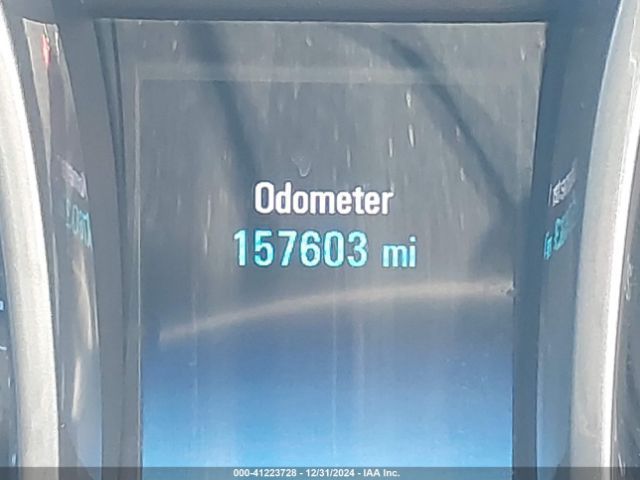 Odometer
157603 mi
000-41223728 - 12/31/2024 - IAA Inc.